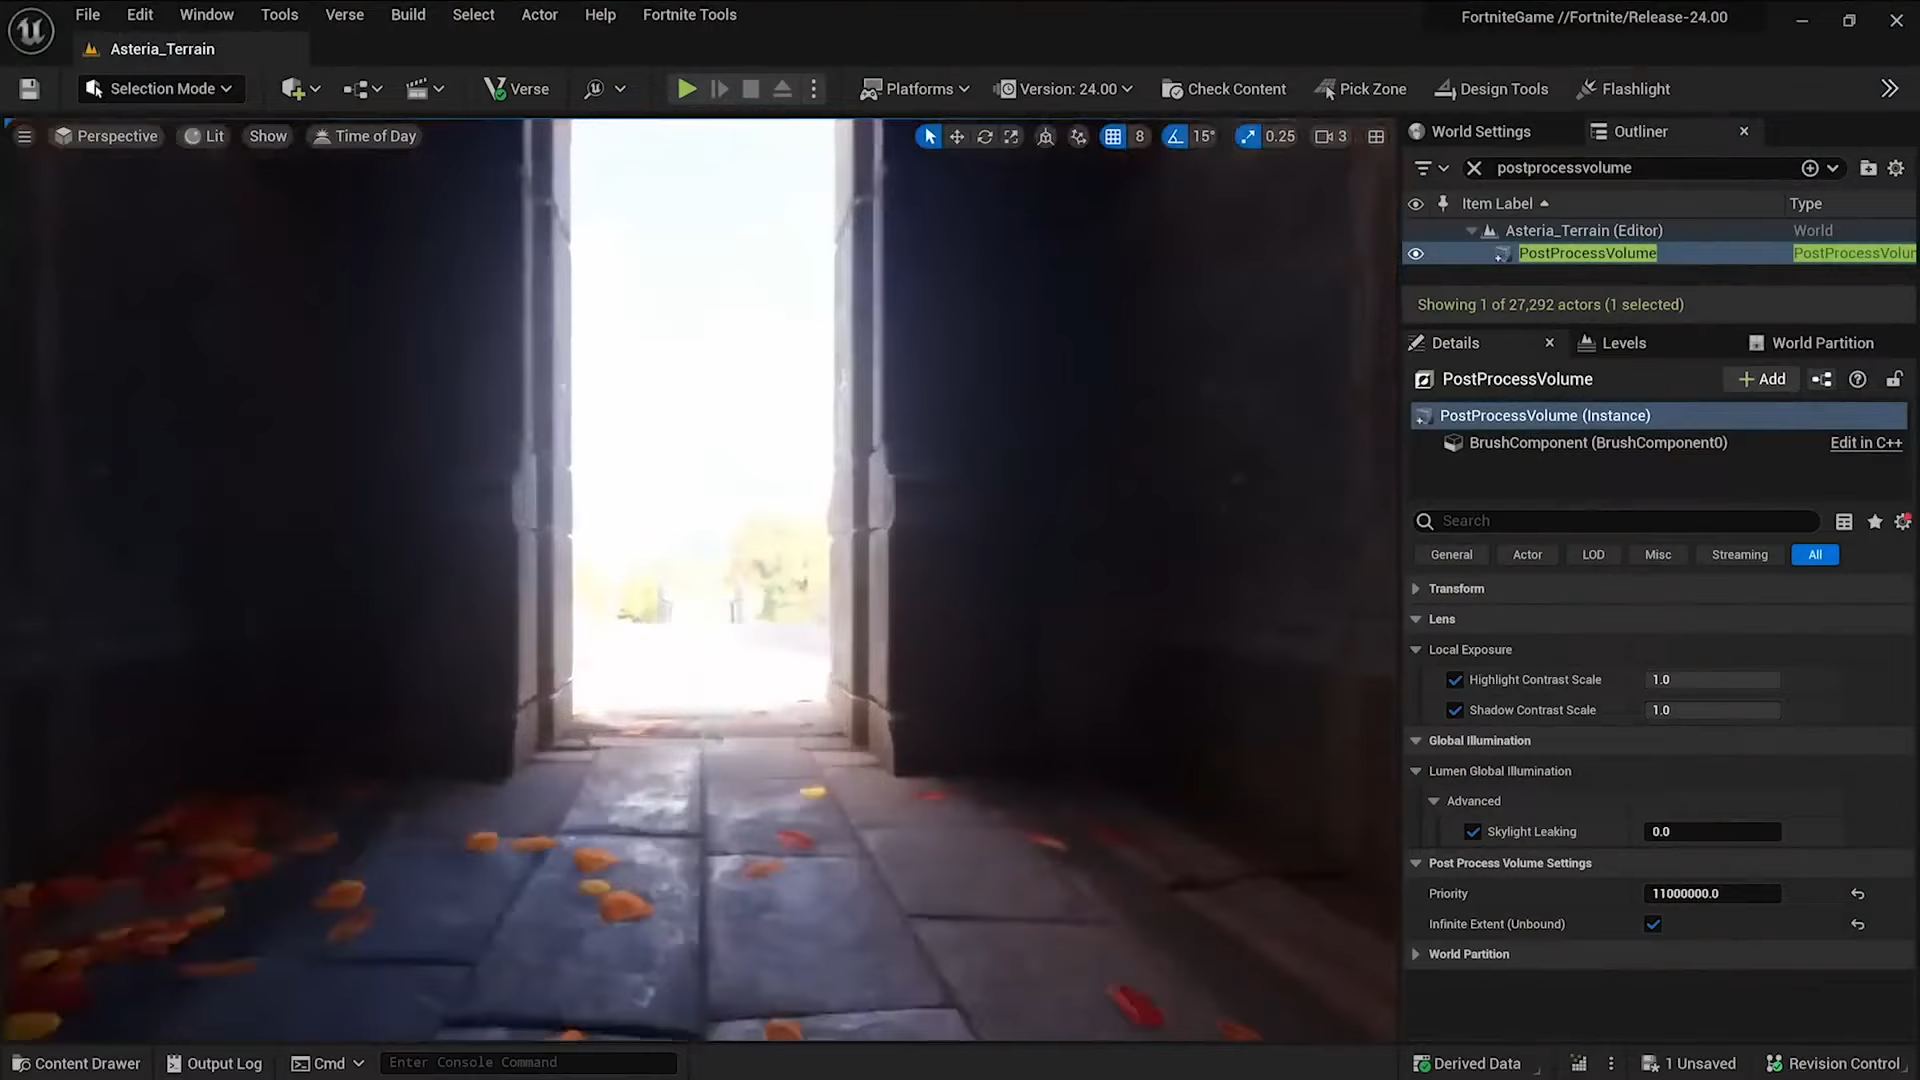 File Edit Window Tools Verse Build Select Actor Help Fortnite Tools
FortniteGame //Fortnite/Release-24.00
Asteria_Terrain
Selection Mode
Verse
Platforms
Version: 24.00
Check Content
Pick Zone
Design Tools
Flashlight
Perspective
Lit
Show
Time of Day
8
15°
0.25
3
World Settings
Outliner
postprocessvolume
Item Label
Type
Asteria_Terrain (Editor)
World
PostProcessVolume
PostProcessVolur
Showing 1 of 27,292 actors (1 selected)
Details
Levels
World Partition
PostProcessVolume
Add
PostProcessVolume (Instance)
BrushComponent (BrushComponent0)
Edit in C++
Search
General
Actor
LOD
Misc
Streaming
All
Transform
Lens
Local Exposure
Highlight Contrast Scale
1.0
Shadow Contrast Scale
1.0
Global Illumination
Lumen Global Illumination
Advanced
Skylight Leaking
0.0
Post Process Volume Settings
Priority
11000000.0
Infinite Extent (Unbound)
World Partition
Content Drawer
Output Log
Cmd
Enter Console Command
Derived Data
1 Unsaved
Revision Control